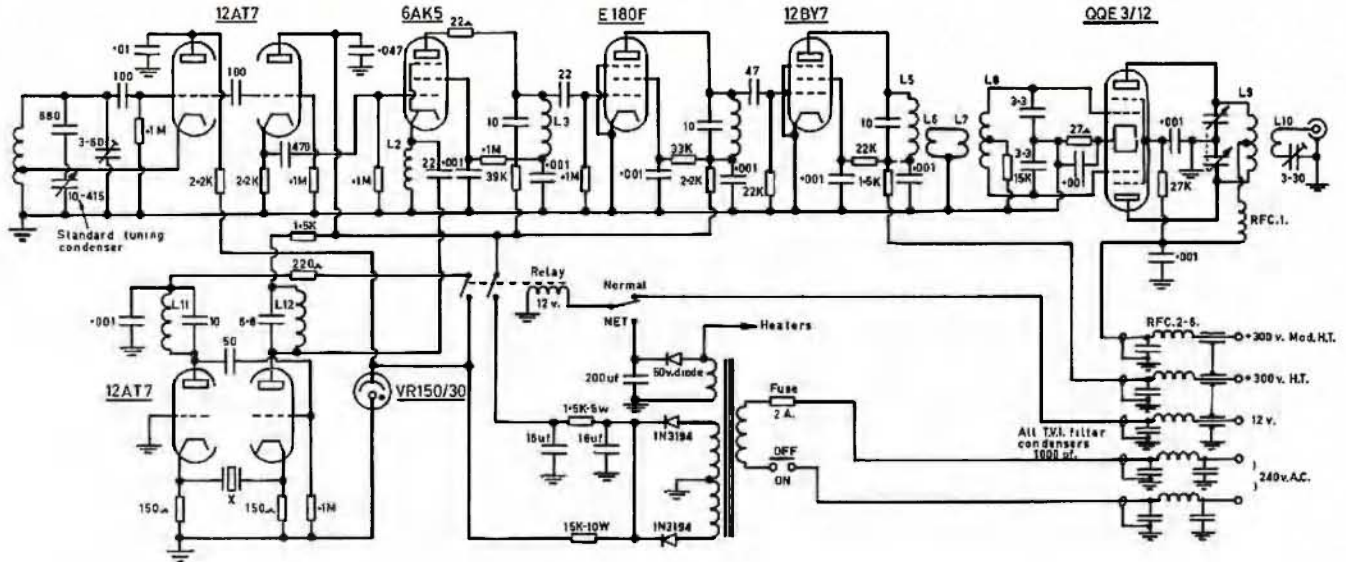 12AT7
6AK5
E180F
12BY7
QQE 3/12
·01
·047
22Ω
100
100
22
47
L5
L8
L9
680
3-50
·1M
10
L3
10
10
L6
L7
3·3
27Ω
·001
L10
470
L2
22
·001
·1M
33K
·001
22K
·001
3·3
15K
·001
3-30
10-415
2·2K
2·2K
·1M
·1M
39K
·001
·1M
·001
2·2K
22K
·001
1·5K
27K
RFC.1.
Standard tuning
condenser
1·5K
220Ω
Relay
12 v.
Normal
NET
·001
·001
L11
10
L12
6·8
50
Heaters
50v.diode
200uf
RFC.2-6.
+300 v. Mod.H.T.
+300 v. H.T.
12AT7
VR150/30
Fuse
2 A.
12 v.
1·5K·5w
15uf
16uf
1N3194
OFF
ON
All T.V.I. filter
condensers
1000 pf.
240v.A.C.
X
150Ω
150Ω
·1M
15K-10W
1N3194